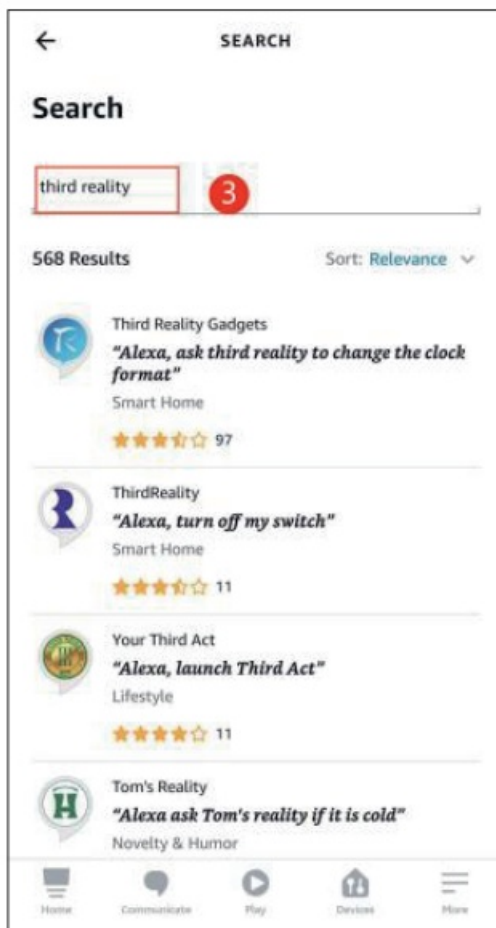 SEARCH
Search
third reality
3
568 Results
Sort: Relevance
Third Reality Gadgets
“Alexa, ask third reality to change the clock
format”
Smart Home
97
ThirdReality
“Alexa, turn off my switch”
Smart Home
11
Your Third Act
“Alexa, launch Third Act”
Lifestyle
11
Tom's Reality
“Alexa ask Tom's reality if it is cold”
Novelty & Humor
Home
Communicate
Play
Devices
More